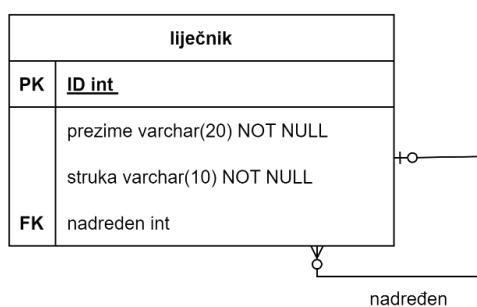 liječnik
PK ID int
prezime varchar(20) NOT NULL
struka varchar(10) NOT NULL
FK nadreden int
nadređen